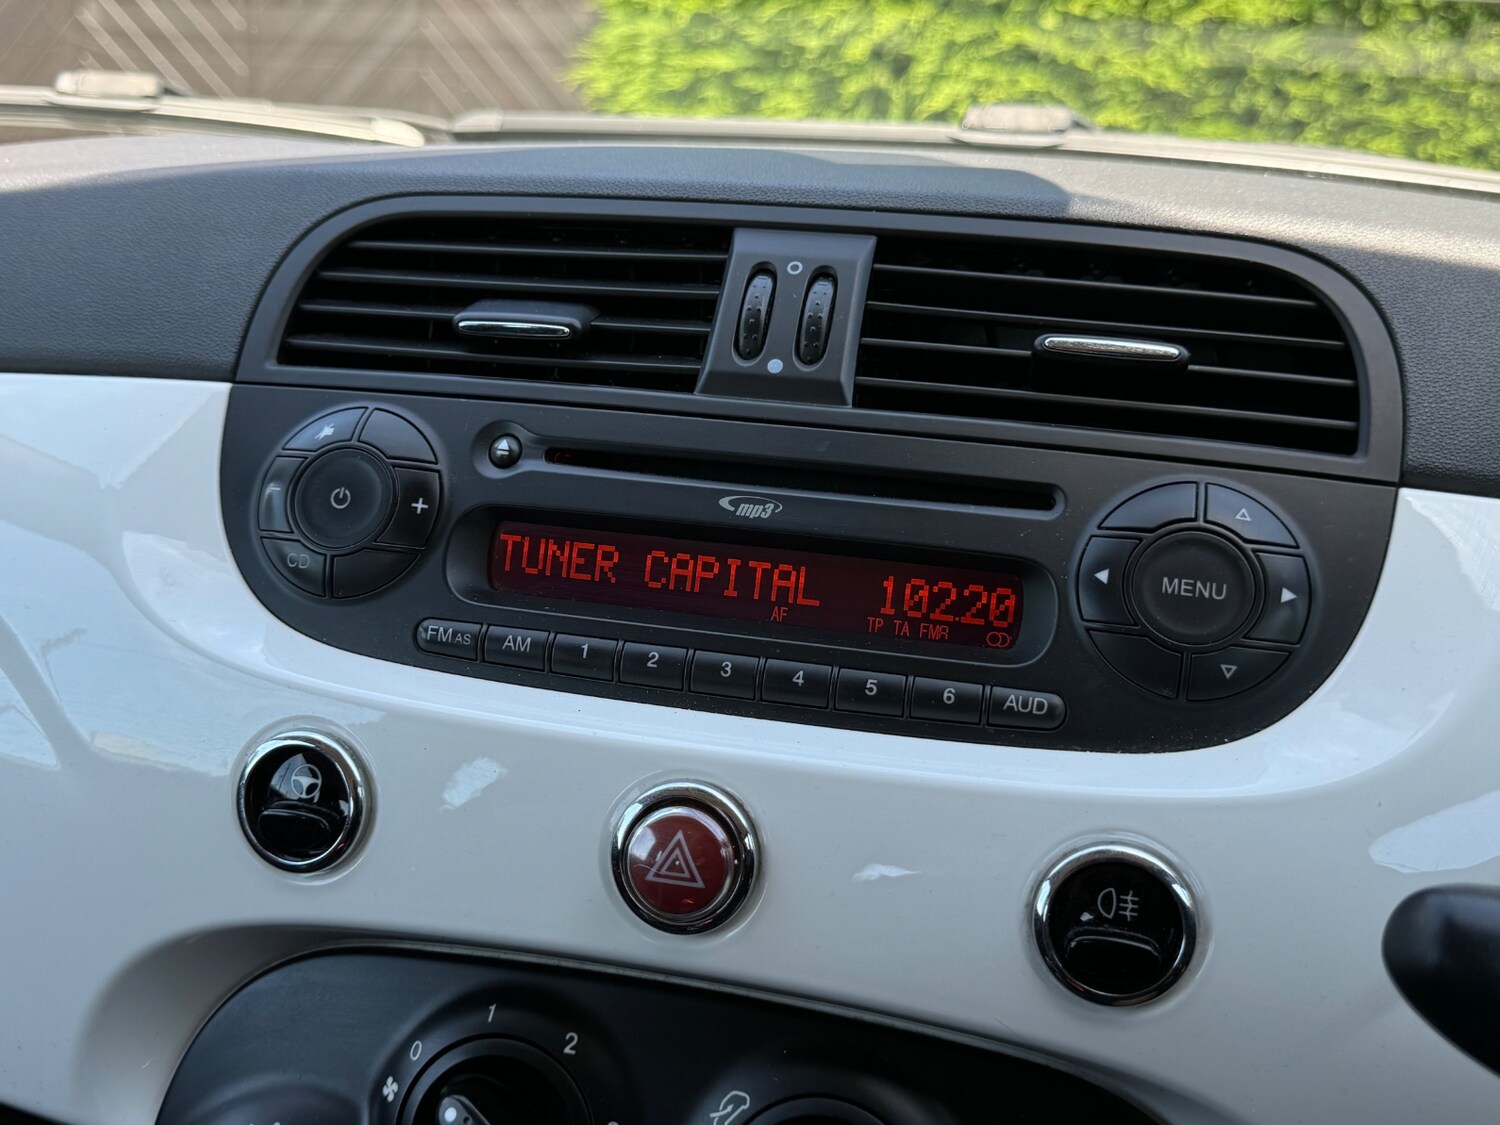 mp3
TUNER CAPITAL 102.20
AF TP TA FMR
CD
MENU
FM AS AM 1 2 3 4 5 6 AUD
0 1 2